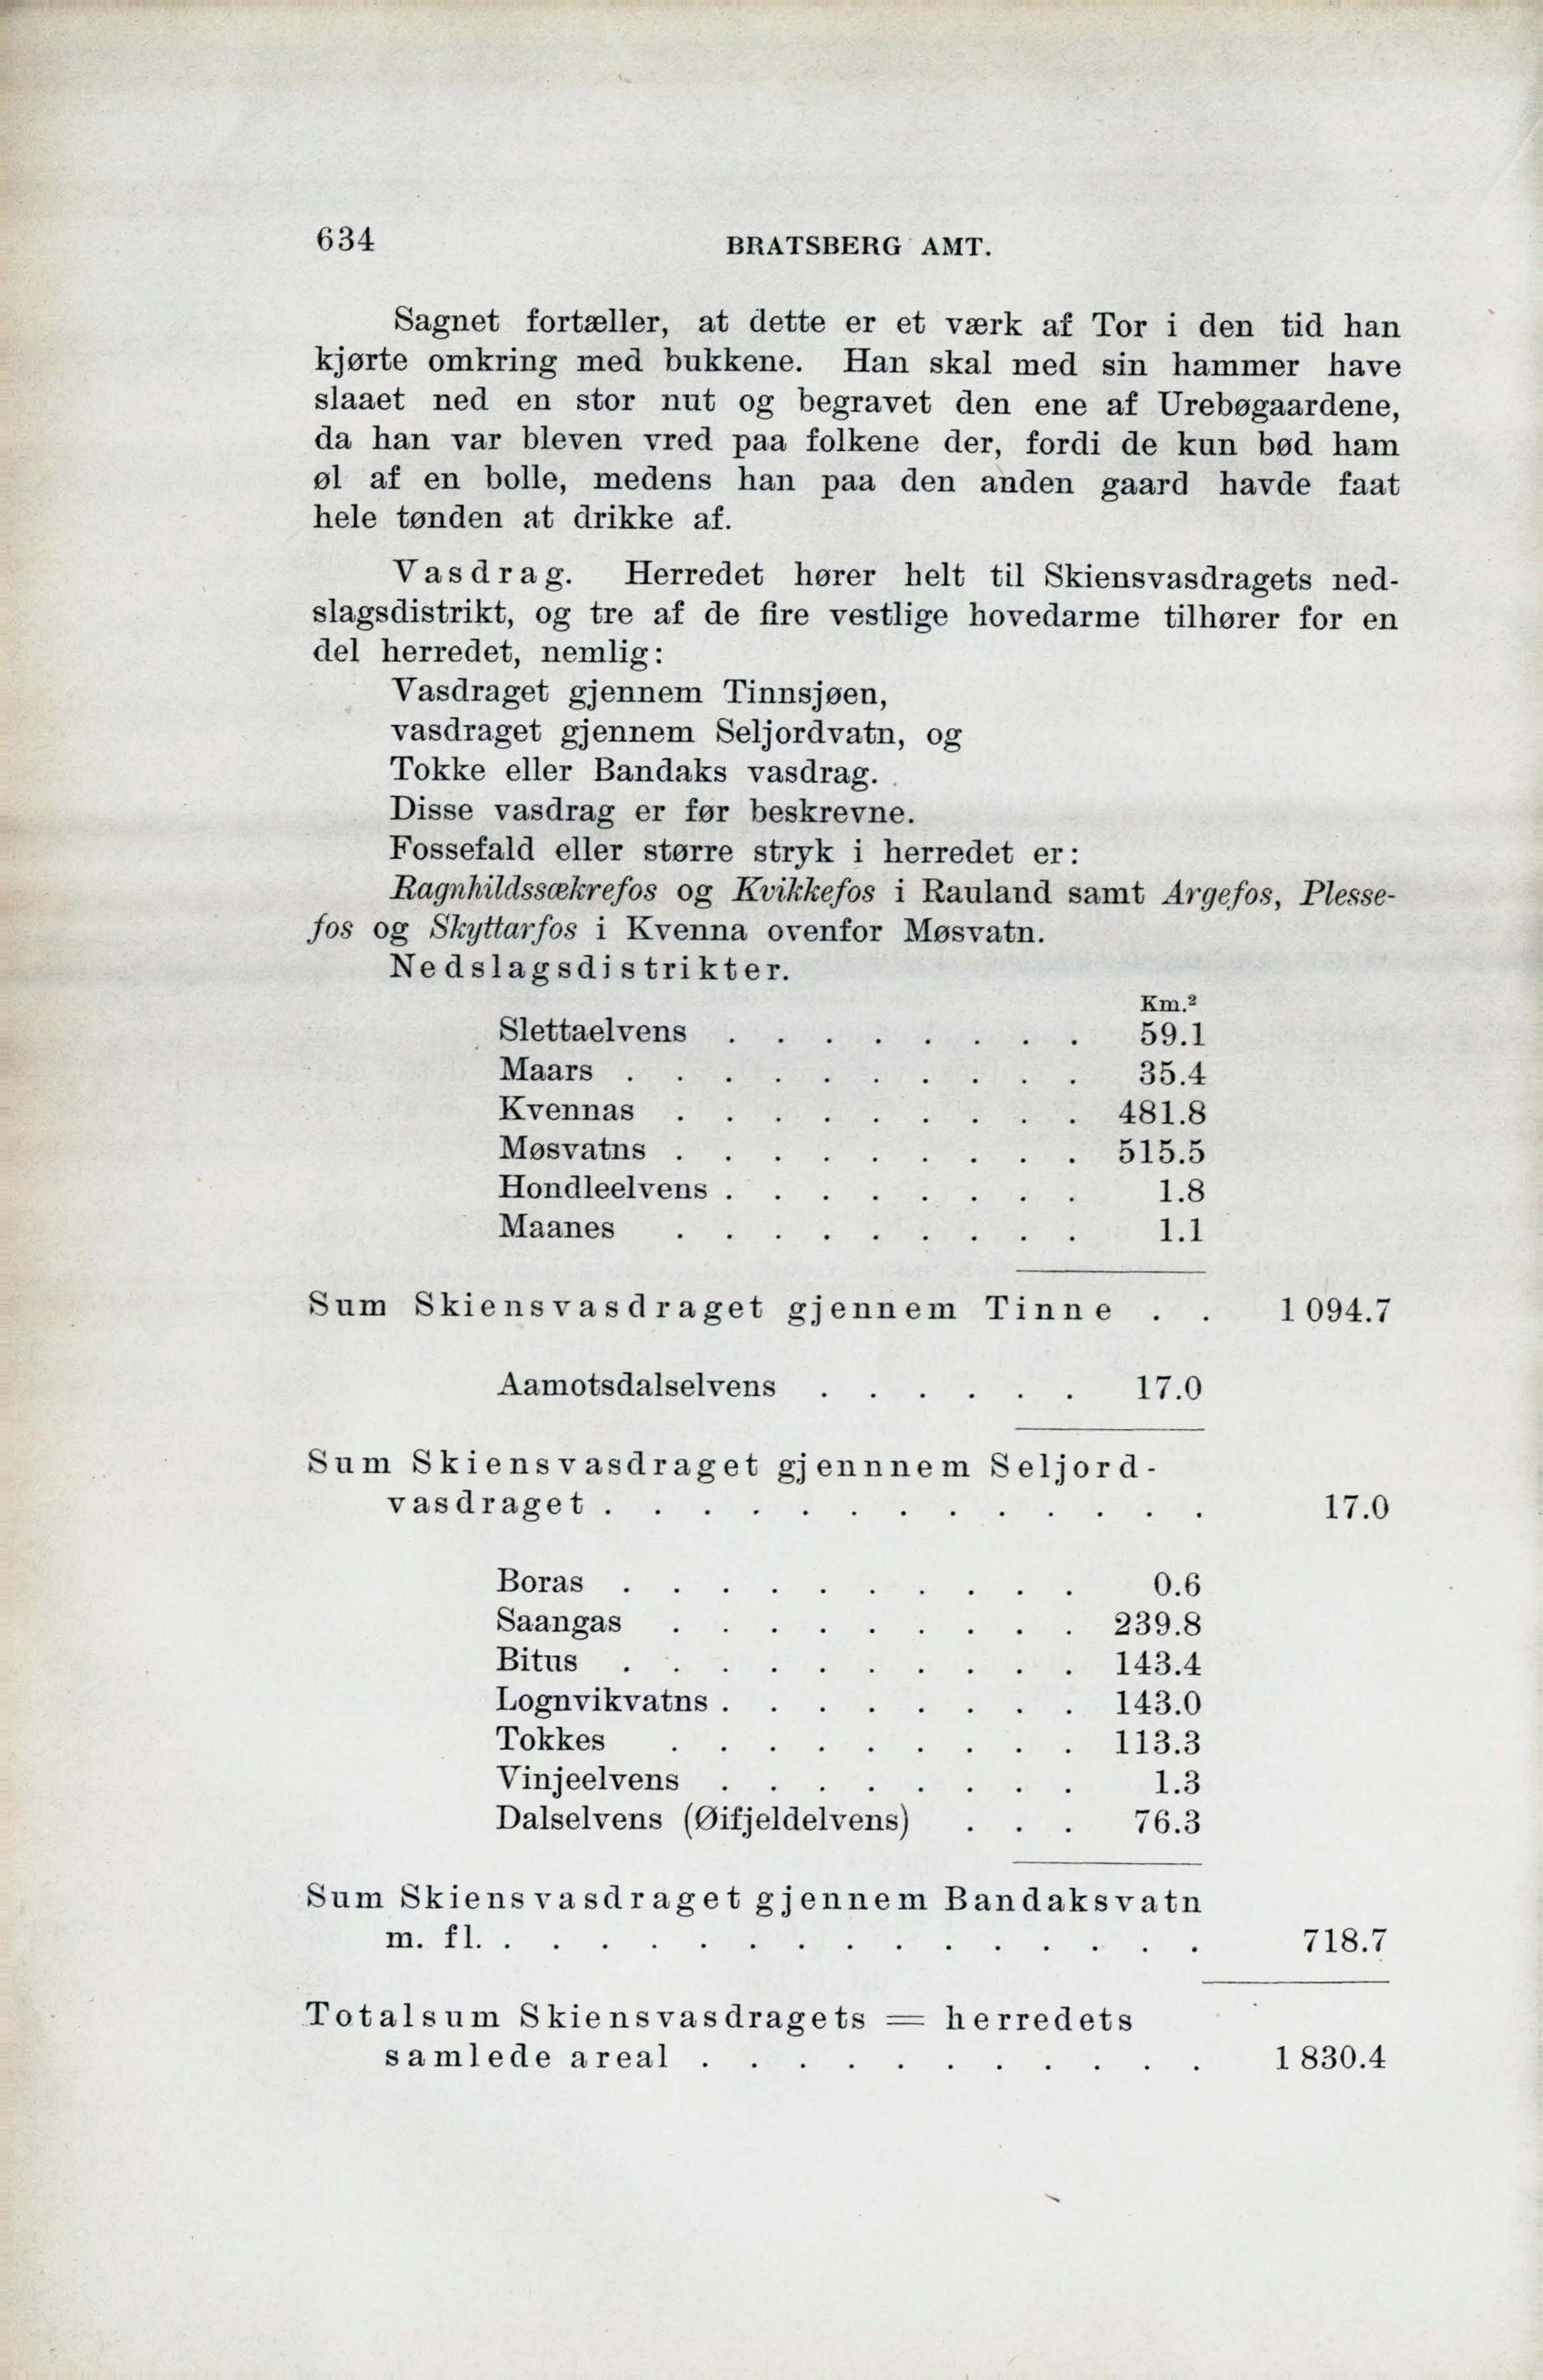 634
BRATSBERG AMT.
Sagnet fortæller, at dette er et værk af Tor i den tid han
kjørte omkring med bukkene. Han skal med sin hammer have
slaaet ned en stor nut og begravet den ene af Urebøgaardene,
da han var bleven vred paa folkene der, fordi de kun bød ham
øl af en bolle, medens han paa den anden gaard havde faat
hele tønden at drikke af.
Vasdrag. Herredet hører helt til Skiensvasdragets ned-
slagsdistrikt, og tre af de fire vestlige hovedarme tilhører for en
del herredet, nemlig:
Vasdraget gjennem Tinnsjøen,
vasdraget gjennem Seljordvatn, og
Tokke eller Bandaks vasdrag.
Disse vasdrag er før beskrevne.
Fossefald eller større stryk i herredet er:
Ragnhildssækrefos og Kvikkefos i Rauland samt Argefos, Plesse-
fos og Skyttarfos i Kvenna ovenfor Møsvatn.
Nedslagsdistrikter.
Km.²
Slettaelvens . . . . . . . . 59.1
Maars . . . . . . . . . . 35.4
Kvennas . . . . . . . . . 481.8
Møsvatns . . . . . . . . . 515.5
Hondleelvens . . . . . . . . 1.8
Maanes . . . . . . . . . 1.1
Sum Skiensvasdraget gjennem Tinne . . 1 094.7
Aamotsdalselvens . . . . . . 17.0
Sum Skiensvasdraget gjennnem Seljord-
vasdraget . . . . . . . . . . . . . 17.0
Boras . . . . . . . . . . 0.6
Saangas . . . . . . . . . 239.8
Bitus . . . . . . . . . . 143.4
Lognvikvatns . . . . . . . . 143.0
Tokkes . . . . . . . . . 113.3
Vinjeelvens . . . . . . . . 1.3
Dalselvens (Øifjeldelvens) . . . 76.3
Sum Skiensvasdraget gjennem Bandaksvatn
m. fl. . . . . . . . . . . . . . . . 718.7
Totalsum Skiensvasdragets = herredets
samlede areal . . . . . . . . . . . 1 830.4